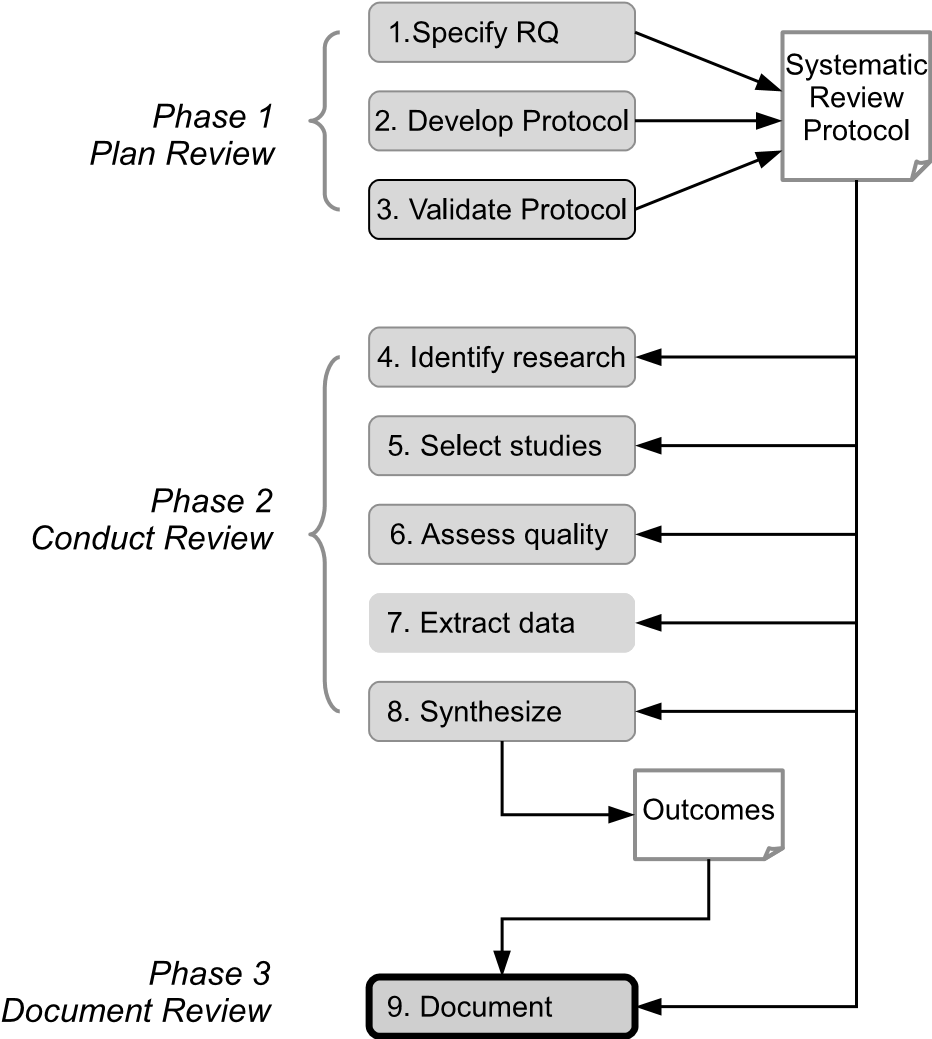 1.Specify RQ
Systematic
Review
Protocol
Phase 1
Plan Review
2. Develop Protocol
3. Validate Protocol
4. Identify research
5. Select studies
Phase 2
Conduct Review
6. Assess quality
7. Extract data
8. Synthesize
Outcomes
Phase 3
Document Review
9. Document